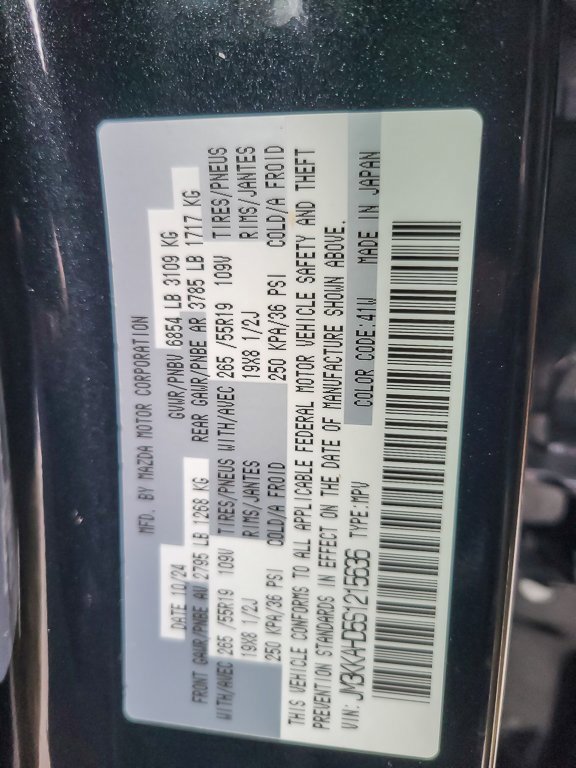 MFD. BY MAZDA MOTOR CORPORATION
DATE 10/24 GVWR/PNBV 6854 LB 3109 KG
FRONT GAWR/PNBE AV 2795 LB 1268 KG REAR GAWR/PNBE AR 3785 LB 1717 KG
WITH/AVEC 265 /55R19 109V TIRES/PNEUS WITH/AVEC 265 /55R19 109V TIRES/PNEUS
19X8 1/2J RIMS/JANTES 19X8 1/2J RIMS/JANTES
250 KPA/36 PSI COLD/A FROID 250 KPA/36 PSI COLD/A FROID
THIS VEHICLE CONFORMS TO ALL APPLICABLE FEDERAL MOTOR VEHICLE SAFETY AND THEFT
PREVENTION STANDARDS IN EFFECT ON THE DATE OF MANUFACTURE SHOWN ABOVE.
VIN: JM3KKAHD5S1215636 TYPE:MPV COLOR CODE:41W MADE IN JAPAN